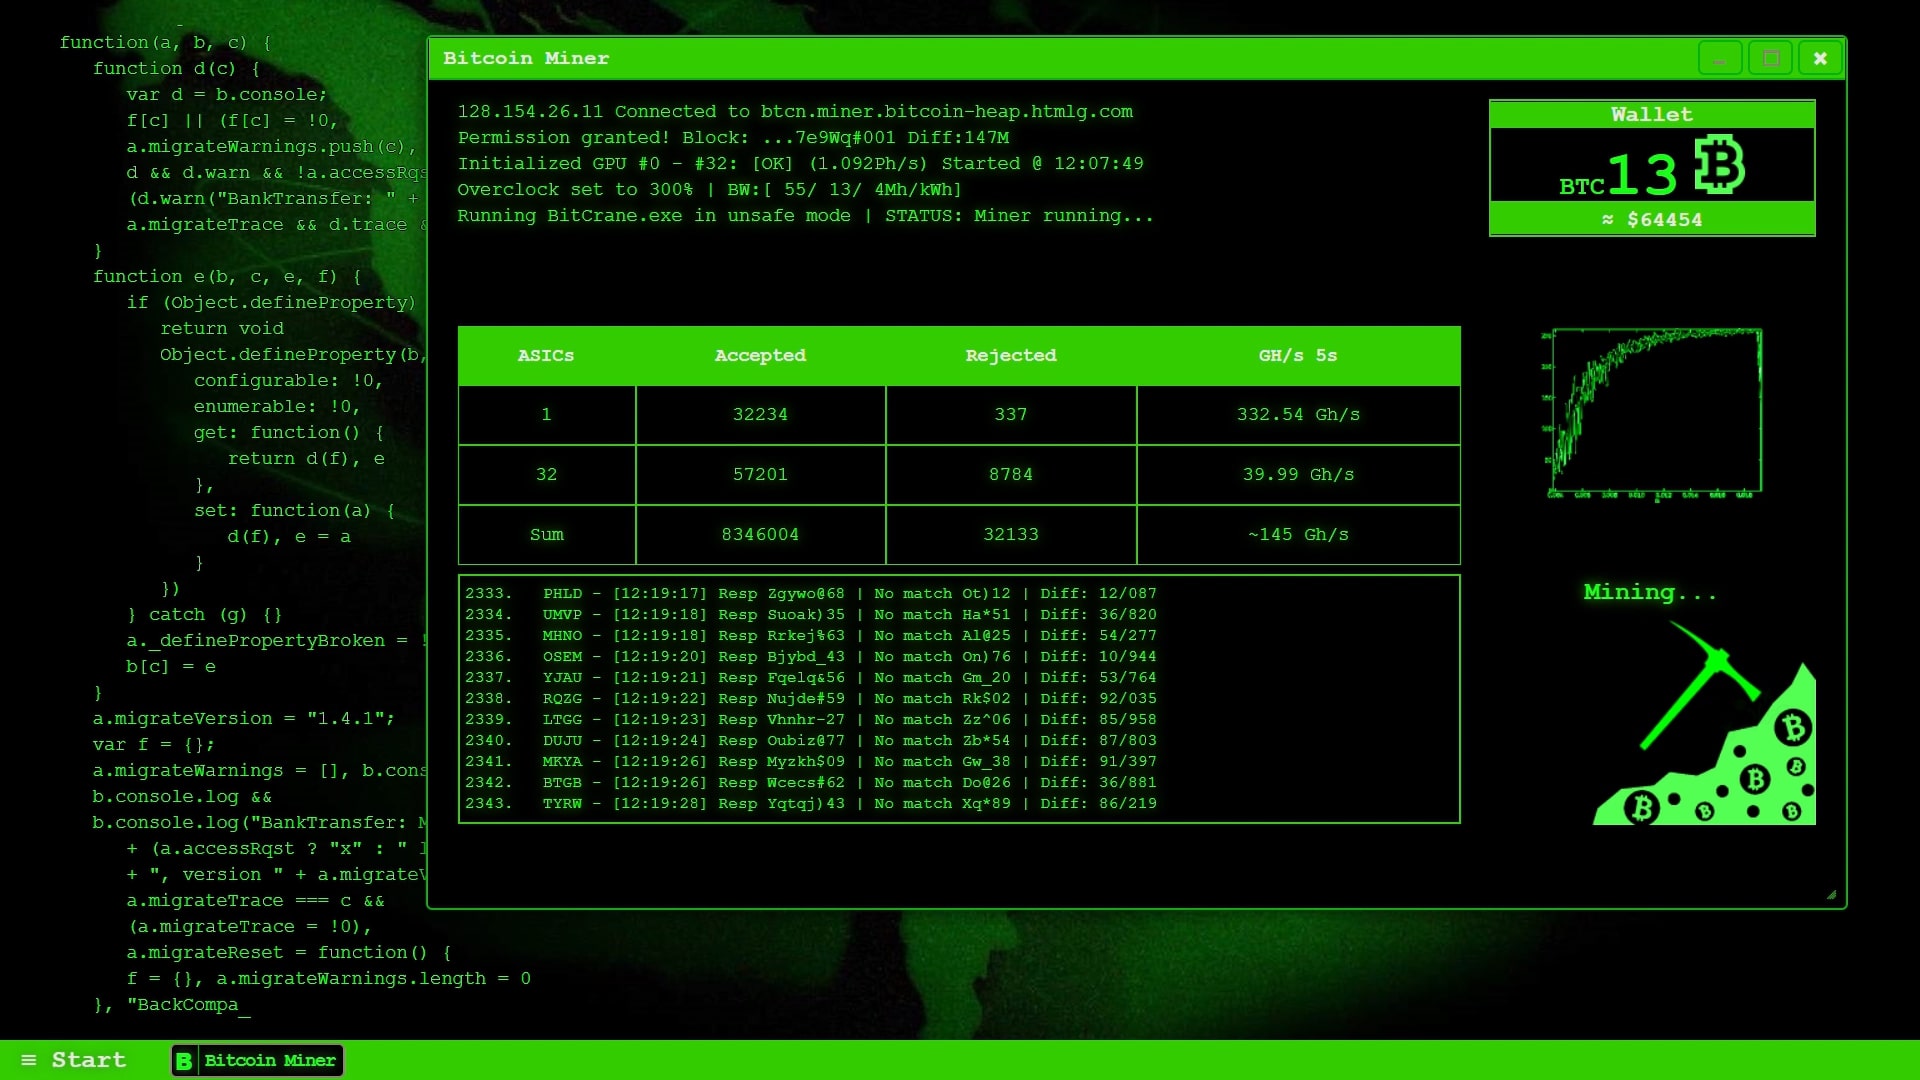 function(a, b, c) {
function d(c) {
var d = b.console;
f[c] || (f[c] = !0,
a.migrateWarnings.push(c),
d && d.warn && !a.accessRqs
(d.warn("BankTransfer: " +
a.migrateTrace && d.trace &
}
function e(b, c, e, f) {
if (Object.defineProperty)
return void
Object.defineProperty(b,
configurable: !0,
enumerable: !0,
get: function() {
return d(f), e
},
set: function(a) {
d(f), e = a
}
})
} catch (g) {}
a._definePropertyBroken = !
b[c] = e
}
a.migrateVersion = "1.4.1";
var f = {};
a.migrateWarnings = [], b.cons
b.console.log &&
b.console.log("BankTransfer: M
+ (a.accessRqst ? "x" : " l
+ ", version " + a.migrateV
a.migrateTrace === c &&
(a.migrateTrace = !0),
a.migrateReset = function() {
f = {}, a.migrateWarnings.length = 0
}, "BackCompa_
Bitcoin Miner
128.154.26.11 Connected to btcn.miner.bitcoin-heap.htmlg.com
Permission granted! Block: ...7e9Wq#001 Diff:147M
Initialized GPU #0 - #32: [OK] (1.092Ph/s) Started @ 12:07:49
Overclock set to 300% | BW:[ 55/ 13/ 4Mh/kWh]
Running BitCrane.exe in unsafe mode | STATUS: Miner running...
Wallet
BTC 13
≈ $64454
ASICs Accepted Rejected GH/s 5s
1 32234 337 332.54 Gh/s
32 57201 8784 39.99 Gh/s
Sum 8346004 32133 ~145 Gh/s
2333. PHLD - [12:19:17] Resp Zgywo@68 | No match Ot)12 | Diff: 12/087
2334. UMVP - [12:19:18] Resp Suoak)35 | No match Ha*51 | Diff: 36/820
2335. MHNO - [12:19:18] Resp Rrkej%63 | No match Al@25 | Diff: 54/277
2336. OSEM - [12:19:20] Resp Bjybd_43 | No match On)76 | Diff: 10/944
2337. YJAU - [12:19:21] Resp Fqelq&56 | No match Gm_20 | Diff: 53/764
2338. RQZG - [12:19:22] Resp Nujde#59 | No match Rk$02 | Diff: 92/035
2339. LTGG - [12:19:23] Resp Vhnhr-27 | No match Zz^06 | Diff: 85/958
2340. DUJU - [12:19:24] Resp Oubiz@77 | No match Zb*54 | Diff: 87/803
2341. MKYA - [12:19:26] Resp Myzkh$09 | No match Gw_38 | Diff: 91/397
2342. BTGB - [12:19:26] Resp Wcecs#62 | No match Do@26 | Diff: 36/881
2343. TYRW - [12:19:28] Resp Yqtqj)43 | No match Xq*89 | Diff: 86/219
Mining...
≡ Start
B Bitcoin Miner